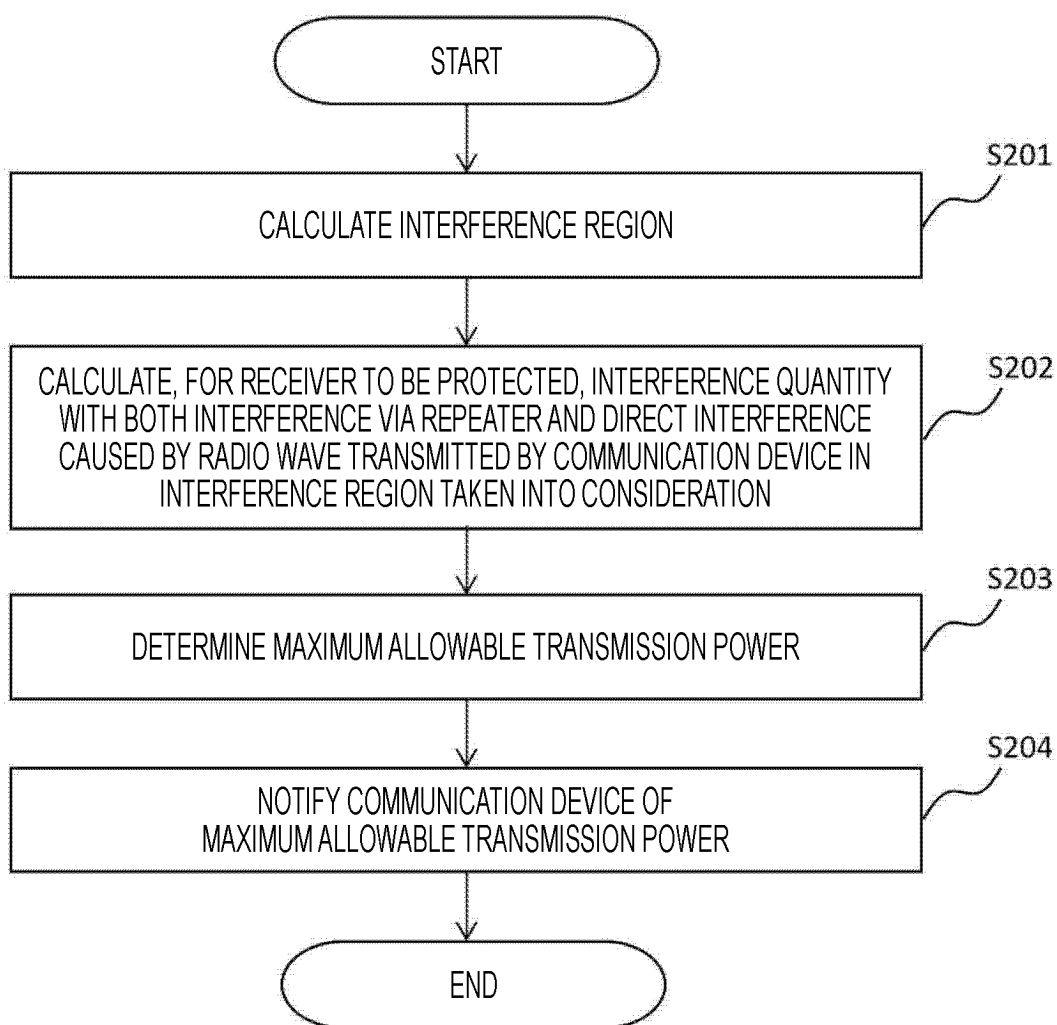 START
S201
CALCULATE INTERFERENCE REGION
S202
CALCULATE, FOR RECEIVER TO BE PROTECTED, INTERFERENCE QUANTITY
WITH BOTH INTERFERENCE VIA REPEATER AND DIRECT INTERFERENCE
CAUSED BY RADIO WAVE TRANSMITTED BY COMMUNICATION DEVICE IN
INTERFERENCE REGION TAKEN INTO CONSIDERATION
S203
DETERMINE MAXIMUM ALLOWABLE TRANSMISSION POWER
S204
NOTIFY COMMUNICATION DEVICE OF
MAXIMUM ALLOWABLE TRANSMISSION POWER
END